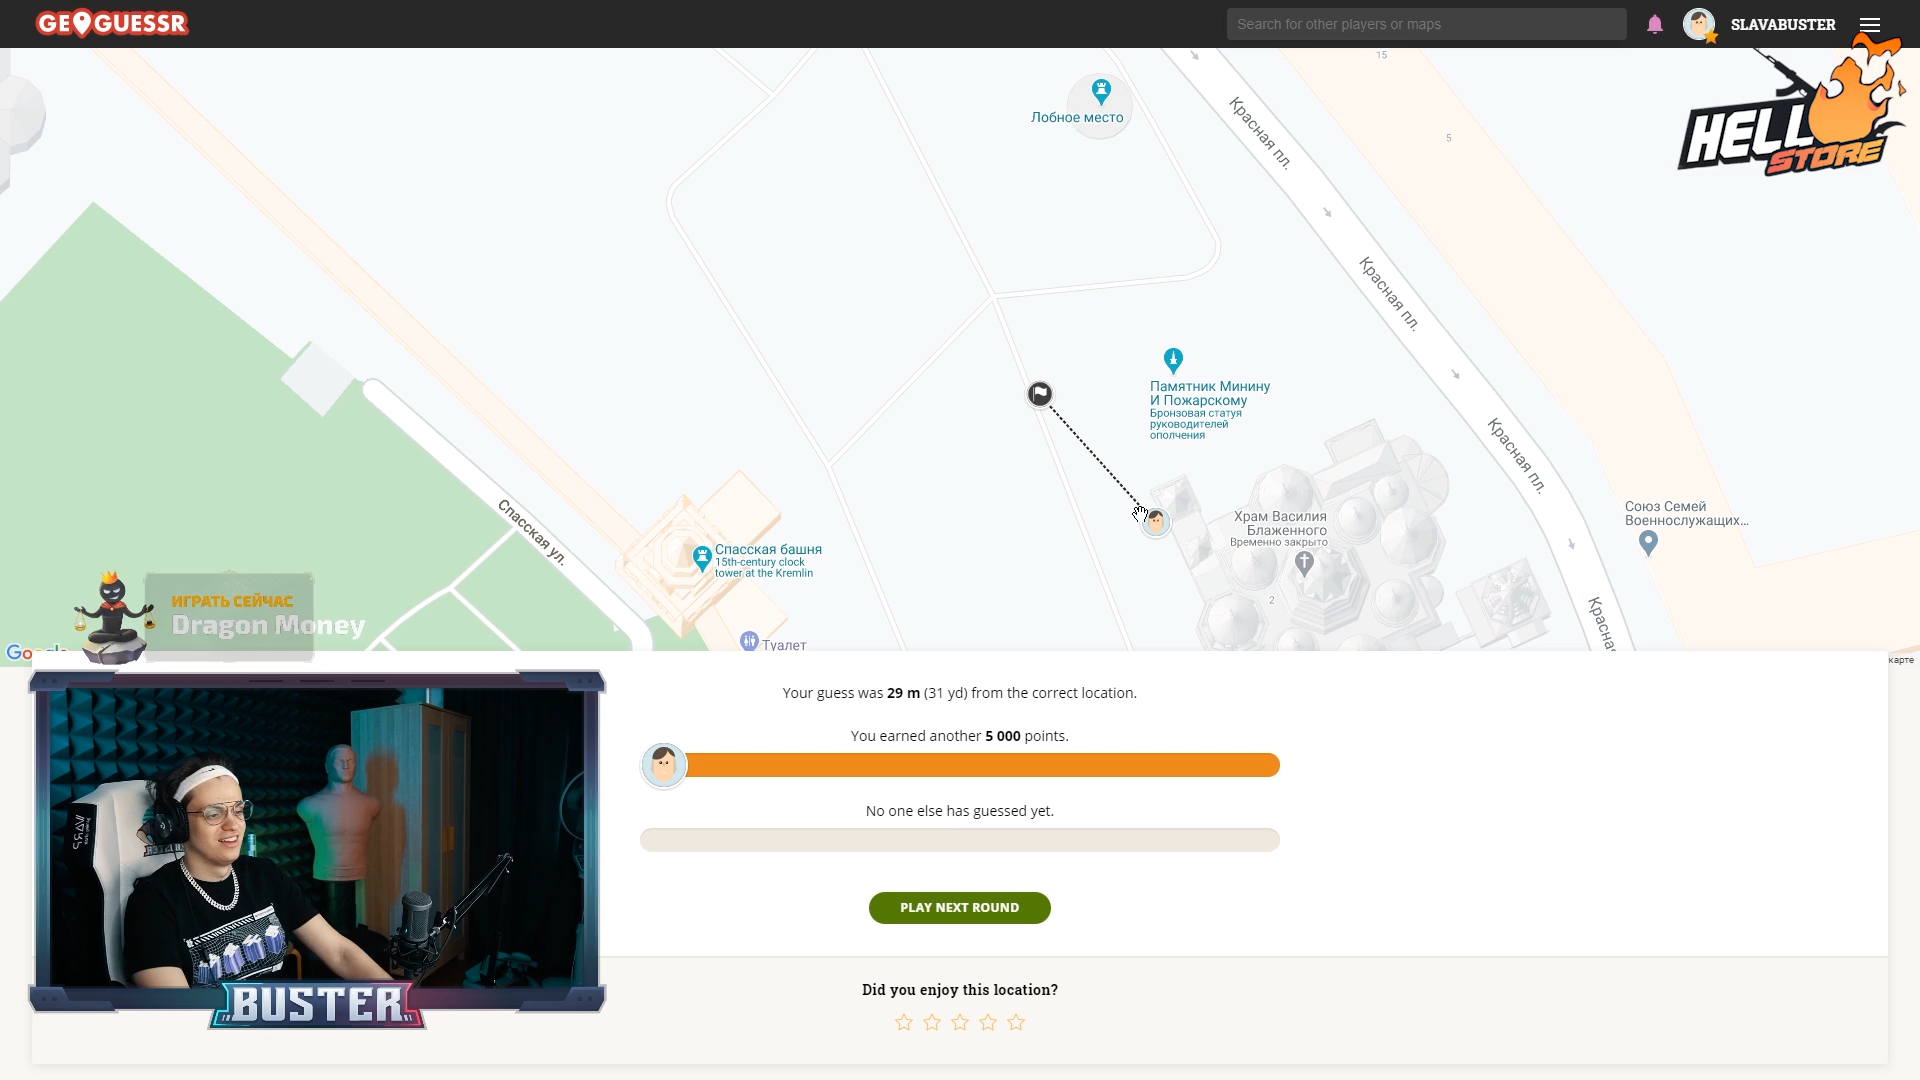 GEOGUESSR
Search for other players or maps
SLAVABUSTER
HELL
STORE
15
5
Лобное место
Красная пл.
Красная пл.
Красная пл.
Памятник Минину
И Пожарскому
Бронзовая статуя
руководителей
ополчения
Храм Василия
Блаженного
Временно закрыто
2
Союз Семей
Военнослужащих...
Спасская ул.
Спасская башня
15th-century clock
tower at the Kremlin
Туалет
ИГРАТЬ СЕЙЧАС
Dragon Money
карте
Your guess was 29 m (31 yd) from the correct location.
You earned another 5 000 points.
No one else has guessed yet.
PLAY NEXT ROUND
Did you enjoy this location?
BUSTER